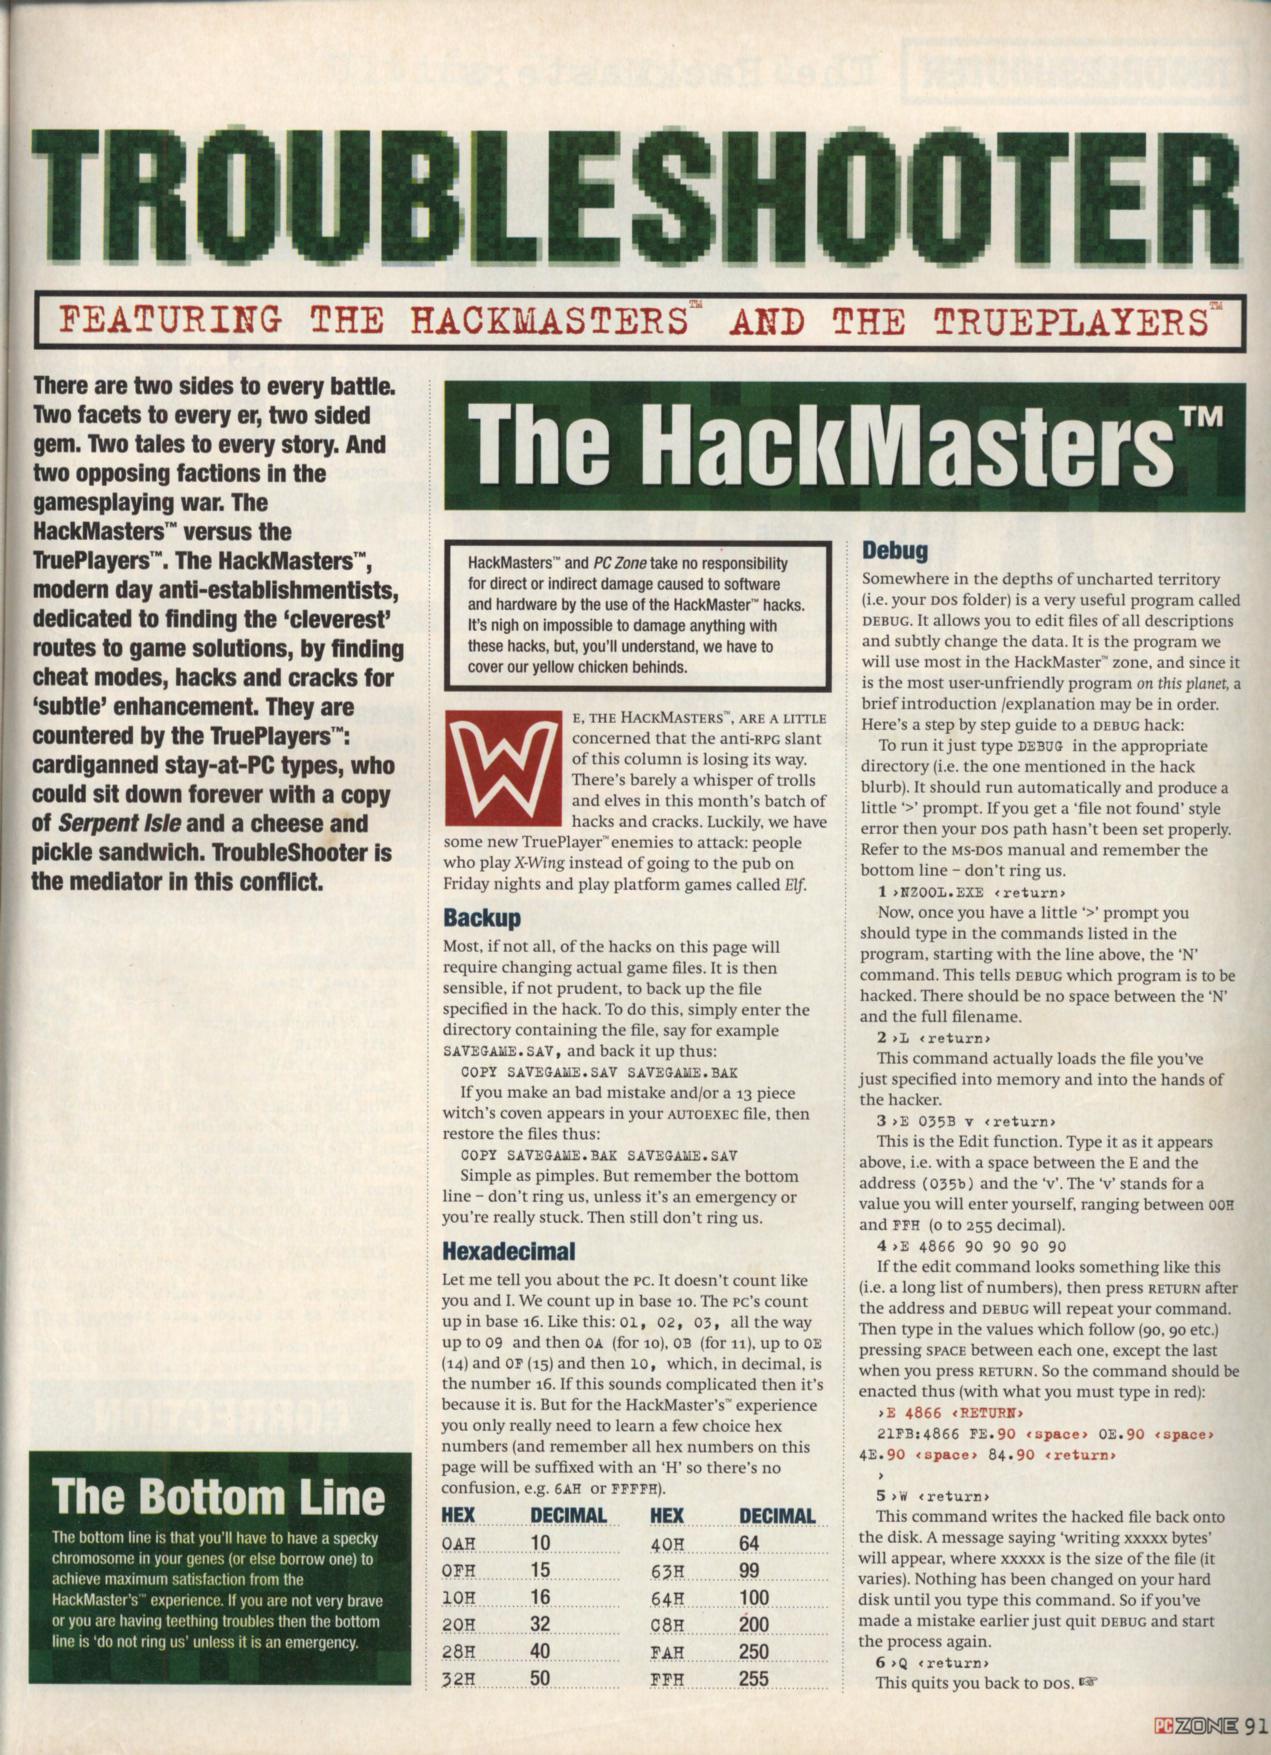 TROUBLESHOOTER
FEATURING THE HACKMASTERS™ AND THE TRUEPLAYERS™
There are two sides to every battle.
Two facets to every er, two sided
gem. Two tales to every story. And
two opposing factions in the
gamesplaying war. The
HackMasters™ versus the
TruePlayers™. The HackMasters™,
modern day anti-establishmentists,
dedicated to finding the ‘cleverest’
routes to game solutions, by finding
cheat modes, hacks and cracks for
‘subtle’ enhancement. They are
countered by the TruePlayers™:
cardiganned stay-at-PC types, who
could sit down forever with a copy
of Serpent Isle and a cheese and
pickle sandwich. TroubleShooter is
the mediator in this conflict.
The Bottom Line
The bottom line is that you'll have to have a specky
chromosome in your genes (or else borrow one) to
achieve maximum satisfaction from the
HackMaster's™ experience. If you are not very brave
or you are having teething troubles then the bottom
line is 'do not ring us' unless it is an emergency.
The HackMasters™
HackMasters™ and PC Zone take no responsibility
for direct or indirect damage caused to software
and hardware by the use of the HackMaster™ hacks.
It's nigh on impossible to damage anything with
these hacks, but, you'll understand, we have to
cover our yellow chicken behinds.
WE, THE HACKMASTERS™, ARE A LITTLE
concerned that the anti-RPG slant
of this column is losing its way.
There's barely a whisper of trolls
and elves in this month's batch of
hacks and cracks. Luckily, we have
some new TruePlayer™ enemies to attack: people
who play X-Wing instead of going to the pub on
Friday nights and play platform games called Elf.
Backup
Most, if not all, of the hacks on this page will
require changing actual game files. It is then
sensible, if not prudent, to back up the file
specified in the hack. To do this, simply enter the
directory containing the file, say for example
SAVEGAME.SAV, and back it up thus:
COPY SAVEGAME.SAV SAVEGAME.BAK
If you make an bad mistake and/or a 13 piece
witch's coven appears in your AUTOEXEC file, then
restore the files thus:
COPY SAVEGAME.BAK SAVEGAME.SAV
Simple as pimples. But remember the bottom
line – don't ring us, unless it's an emergency or
you're really stuck. Then still don't ring us.
Hexadecimal
Let me tell you about the PC. It doesn't count like
you and I. We count up in base 10. The PC's count
up in base 16. Like this: 01, 02, 03, all the way
up to 09 and then 0A (for 10), 0B (for 11), up to 0E
(14) and 0F (15) and then 10, which, in decimal, is
the number 16. If this sounds complicated then it's
because it is. But for the HackMaster's™ experience
you only really need to learn a few choice hex
numbers (and remember all hex numbers on this
page will be suffixed with an 'H' so there's no
confusion, e.g. 6AH or FFFFH).
HEX DECIMAL HEX DECIMAL
0AH 10 40H 64
0FH 15 63H 99
10H 16 64H 100
20H 32 C8H 200
28H 40 FAH 250
32H 50 FFH 255
Debug
Somewhere in the depths of uncharted territory
(i.e. your DOS folder) is a very useful program called
DEBUG. It allows you to edit files of all descriptions
and subtly change the data. It is the program we
will use most in the HackMaster™ zone, and since it
is the most user-unfriendly program on this planet, a
brief introduction /explanation may be in order.
Here's a step by step guide to a DEBUG hack:
To run it just type DEBUG in the appropriate
directory (i.e. the one mentioned in the hack
blurb). It should run automatically and produce a
little '>' prompt. If you get a 'file not found' style
error then your DOS path hasn't been set properly.
Refer to the MS-DOS manual and remember the
bottom line – don't ring us.
1 >NZOOL.EXE <return>
Now, once you have a little '>' prompt you
should type in the commands listed in the
program, starting with the line above, the 'N'
command. This tells DEBUG which program is to be
hacked. There should be no space between the 'N'
and the full filename.
2 >L <return>
This command actually loads the file you've
just specified into memory and into the hands of
the hacker.
3 >E 035B v <return>
This is the Edit function. Type it as it appears
above, i.e. with a space between the E and the
address (035b) and the 'v'. The 'v' stands for a
value you will enter yourself, ranging between 00H
and FFH (0 to 255 decimal).
4 >E 4866 90 90 90 90
If the edit command looks something like this
(i.e. a long list of numbers), then press RETURN after
the address and DEBUG will repeat your command.
Then type in the values which follow (90, 90 etc.)
pressing SPACE between each one, except the last
when you press RETURN. So the command should be
enacted thus (with what you must type in red):
>E 4866 <RETURN>
21FB:4866 FE.90 <space> 0E.90 <space>
4E.90 <space> 84.90 <return>
>
5 >W <return>
This command writes the hacked file back onto
the disk. A message saying 'writing xxxxx bytes'
will appear, where xxxxx is the size of the file (it
varies). Nothing has been changed on your hard
disk until you type this command. So if you've
made a mistake earlier just quit DEBUG and start
the process again.
6 >Q <return>
This quits you back to DOS. ☞
PC ZONE 91